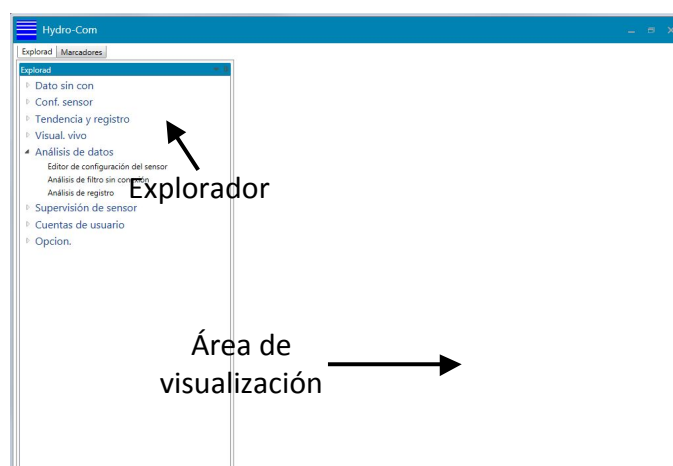 Hydro-Com
Explorad Marcadores
Explorad
Dato sin con
Conf. sensor
Tendencia y registro
Visual. vivo
Análisis de datos
Editor de configuración del sensor
Análisis de filtro sin conexión
Análisis de registro
Explorador
Supervisión de sensor
Cuentas de usuario
Opcion.
Área de
visualización